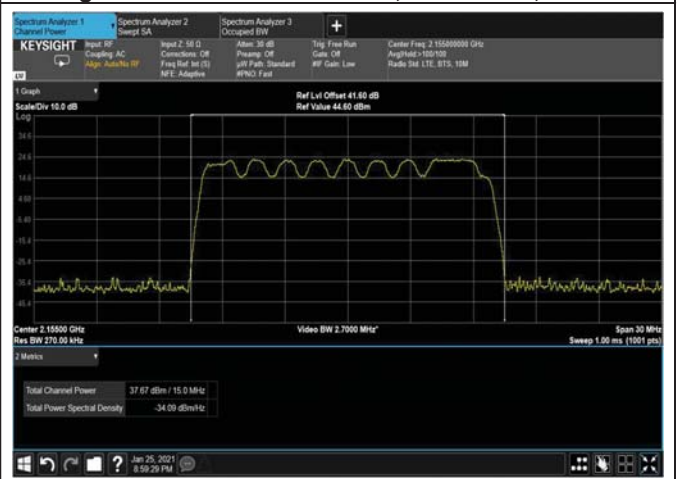 Spectrum Analyzer 1
Channel Power
Spectrum Analyzer 2
Swept SA
Spectrum Analyzer 3
Occupied BW
+
KEYSIGHT
Input: RF
Coupling: AC
Align: Auto/No RF
Input Z: 50 Ω
Corrections: Off
Freq Ref: Int (S)
NFE: Adaptive
Atten: 30 dB
Preamp: Off
µW Path: Standard
#PNO: Fast
Trig: Free Run
Gate: Off
#IF Gain: Low
Center Freq: 2.155000000 GHz
Avg|Hold:>100/100
Radio Std: LTE, BTS, 10M
1 Graph
Scale/Div 10.0 dB
Ref Lvl Offset 41.60 dB
Ref Value 44.60 dBm
Log
34.6
24.6
14.6
4.60
-5.40
-15.4
-25.4
-35.4
-45.4
Center 2.15500 GHz
Res BW 270.00 kHz
Video BW 2.7000 MHz*
Span 30 MHz
Sweep 1.00 ms (1001 pts)
2 Metrics
Total Channel Power 37.67 dBm / 15.0 MHz
Total Power Spectral Density -34.09 dBm/Hz
?
Jan 25, 2021
8:59:29 PM